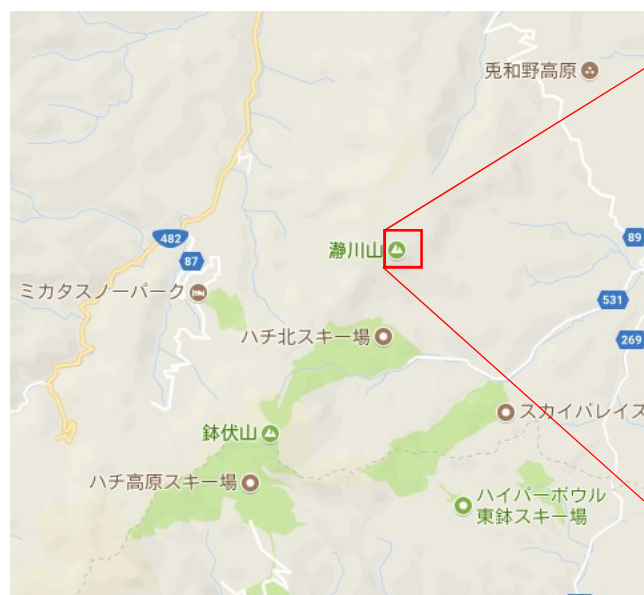 兎和野高原
482
87
瀞川山
89
ミカタスノーパーク
531
ハチ北スキー場
269
スカイバレイス
鉢伏山
ハチ高原スキー場
ハイパーボウル
東鉢スキー場